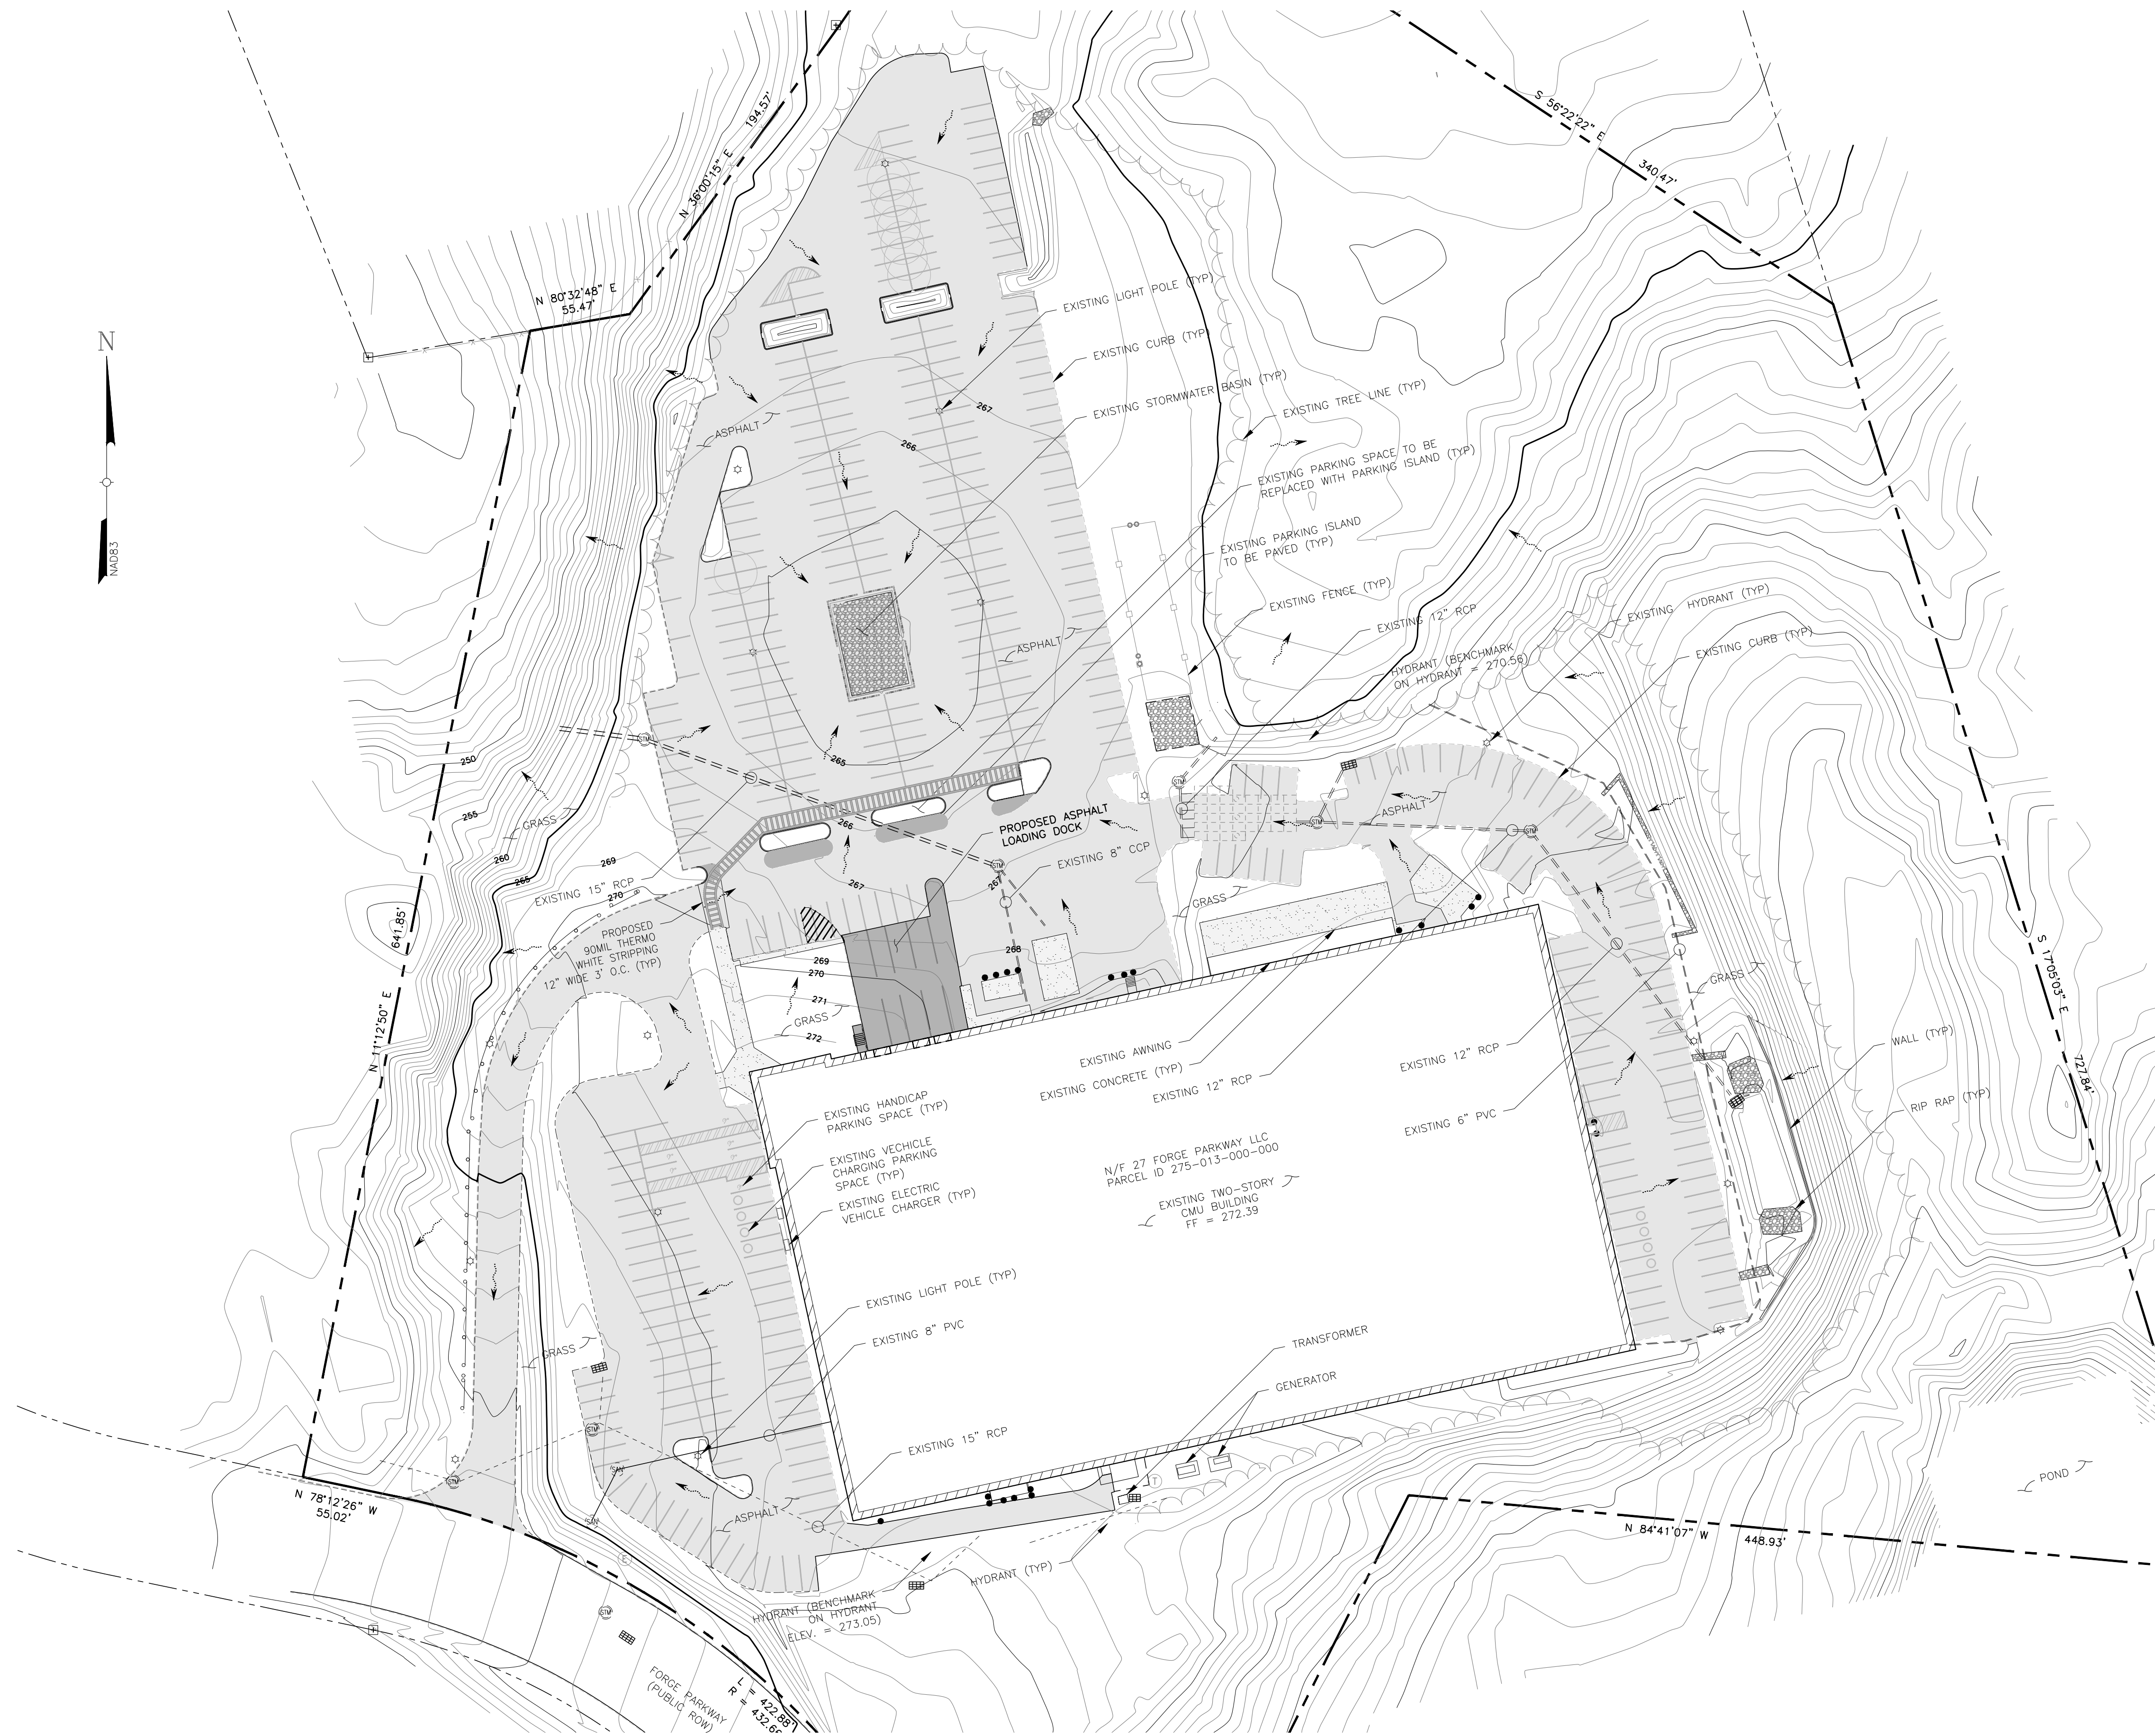 N
NAD83
N 36°00'15" E
194.57'
S 56°22'22" E
340.47'
N 80°32'48" E
55.47'
EXISTING LIGHT POLE (TYP)
EXISTING CURB (TYP)
EXISTING STORMWATER BASIN (TYP)
EXISTING TREE LINE (TYP)
267
ASPHALT
266
EXISTING PARKING SPACE TO BE
REPLACED WITH PARKING ISLAND (TYP)
EXISTING PARKING ISLAND
TO BE PAVED (TYP)
EXISTING FENCE (TYP)
EXISTING 12" RCP
EXISTING HYDRANT (TYP)
EXISTING CURB (TYP)
HYDRANT (BENCHMARK
ON HYDRANT = 270.56)
ASPHALT
STM
265
250
255
260
265
GRASS
269
270
EXISTING 15" RCP
266
267
267
PROPOSED ASPHALT
LOADING DOCK
EXISTING 8" CCP
STM
STM
STM
STM
ASPHALT
GRASS
PROPOSED
90MIL THERMO
WHITE STRIPPING
12" WIDE 3' O.C. (TYP)
641.85'
N 11°12'50" E
268
269
270
271
272
GRASS
GRASS
S 17°05'03" E
727.84'
EXISTING AWNING
EXISTING CONCRETE (TYP)
EXISTING 12" RCP
EXISTING 12" RCP
EXISTING 6" PVC
WALL (TYP)
RIP RAP (TYP)
EXISTING HANDICAP
PARKING SPACE (TYP)
EXISTING VECHICLE
CHARGING PARKING
SPACE (TYP)
EXISTING ELECTRIC
VEHICLE CHARGER (TYP)
N/F 27 FORGE PARKWAY LLC
PARCEL ID 275-013-000-000
EXISTING TWO-STORY
CMU BUILDING
FF = 272.39
EXISTING LIGHT POLE (TYP)
EXISTING 8" PVC
TRANSFORMER
GENERATOR
GRASS
EXISTING 15" RCP
STM
STM
SAN
SAN
E
T
ASPHALT
POND
N 78°12'26" W
55.02'
N 84°41'07" W
448.93'
HYDRANT (TYP)
HYDRANT (BENCHMARK
ON HYDRANT
ELEV. = 273.05)
STM
FORGE PARKWAY
(PUBLIC ROW)
L = 422.88'